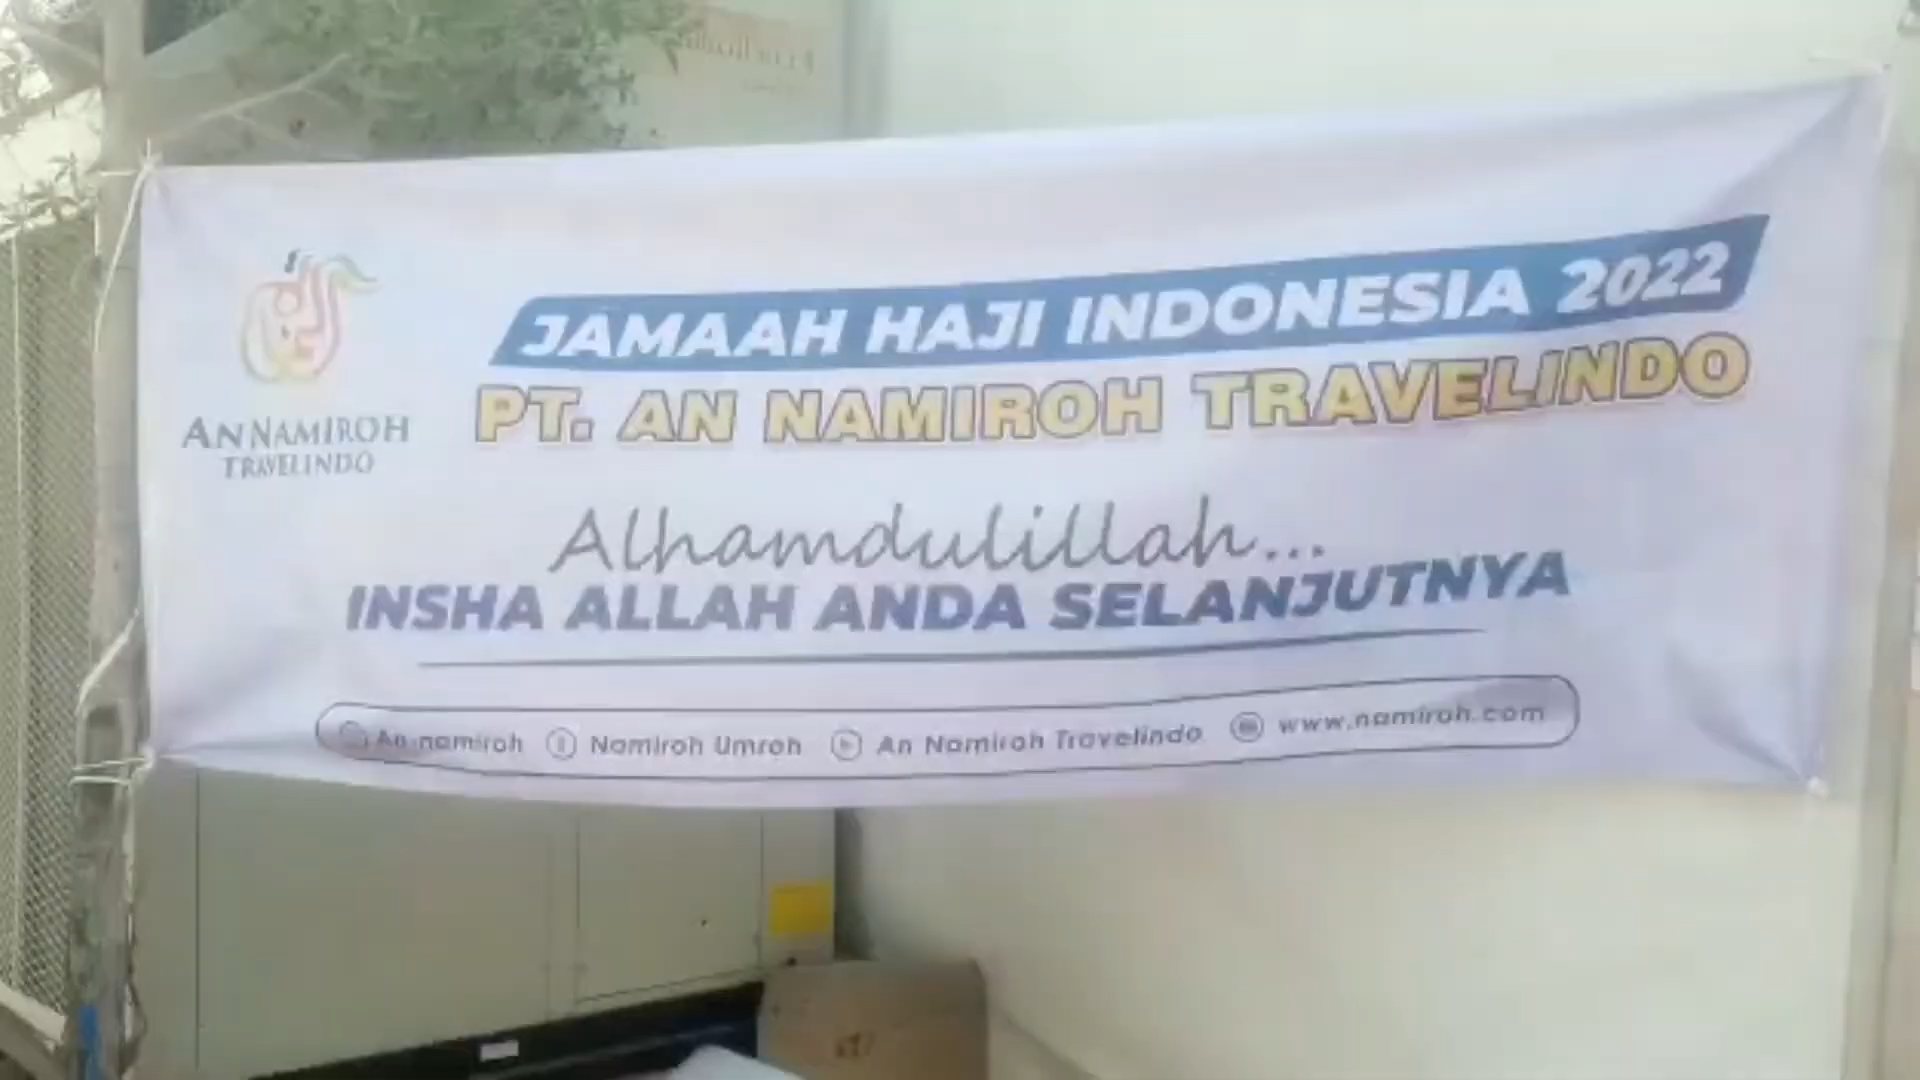 JAMAAH HAJI INDONESIA 2022
PT. AN NAMIROH TRAVELINDO
AN NAMIROH
TRAVELINDO
Alhamdulillah...
INSHA ALLAH ANDA SELANJUTNYA
An.namiroh Namiroh Umroh An Namiroh Travelindo www.namiroh.com